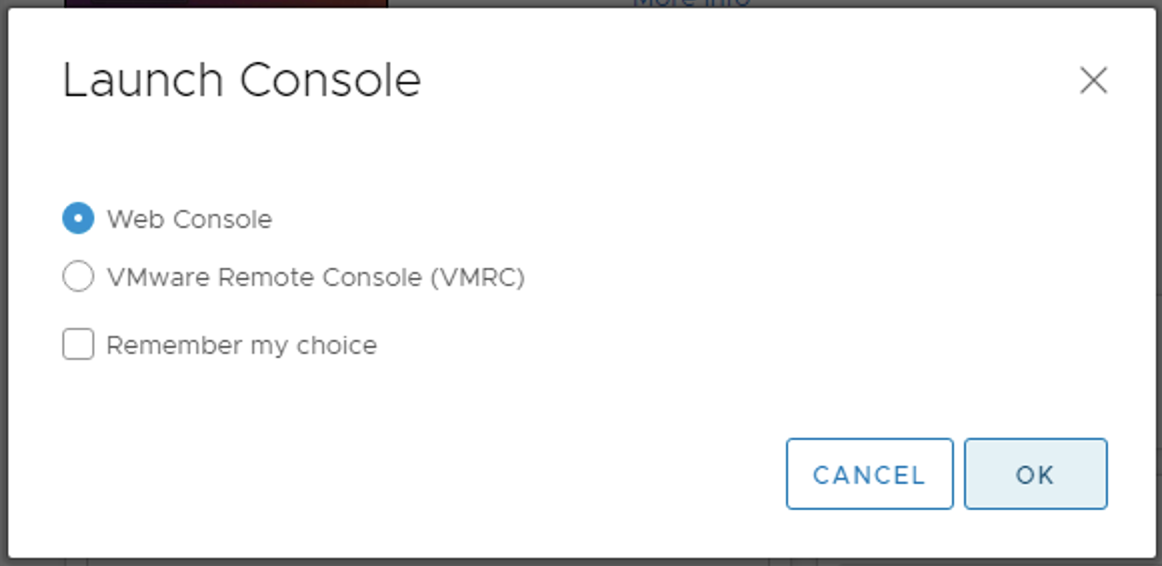 More Info
Launch Console
Web Console
VMware Remote Console (VMRC)
Remember my choice
CANCEL
OK